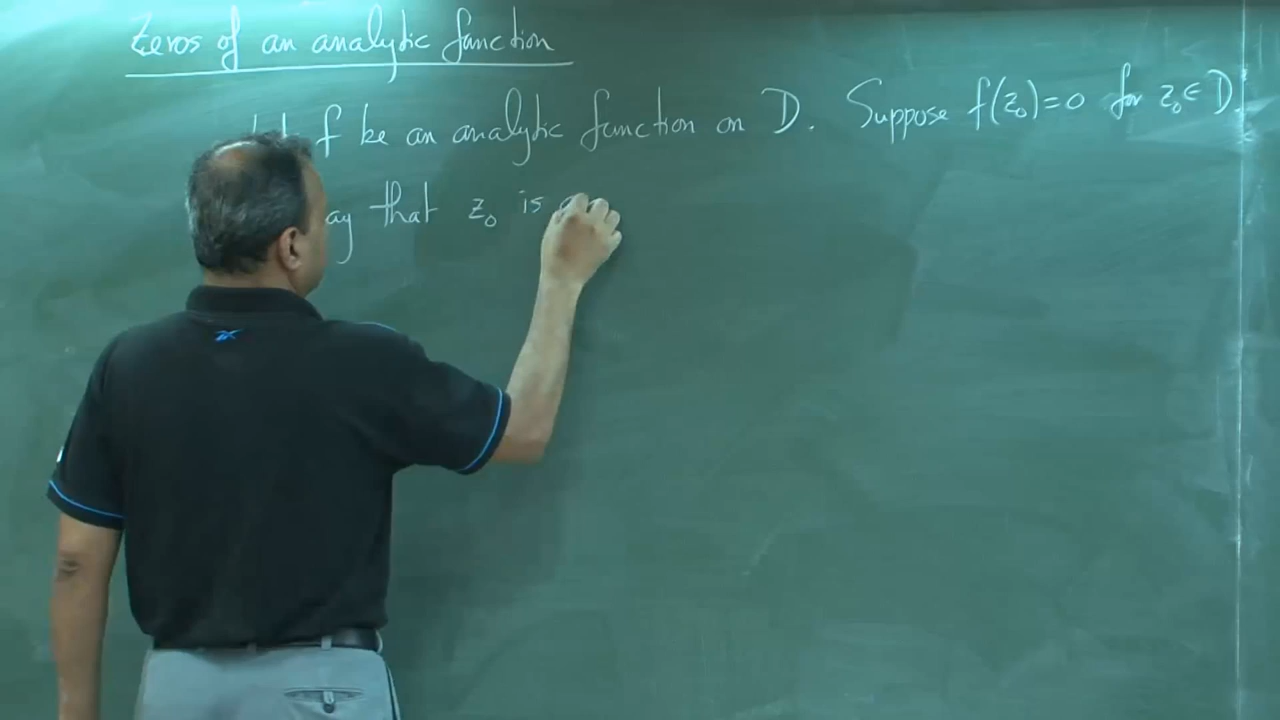 Zeros of an analytic function
f be an analytic function on D. Suppose f(z₀)=0 for z₀∈D.
ay that z₀ is